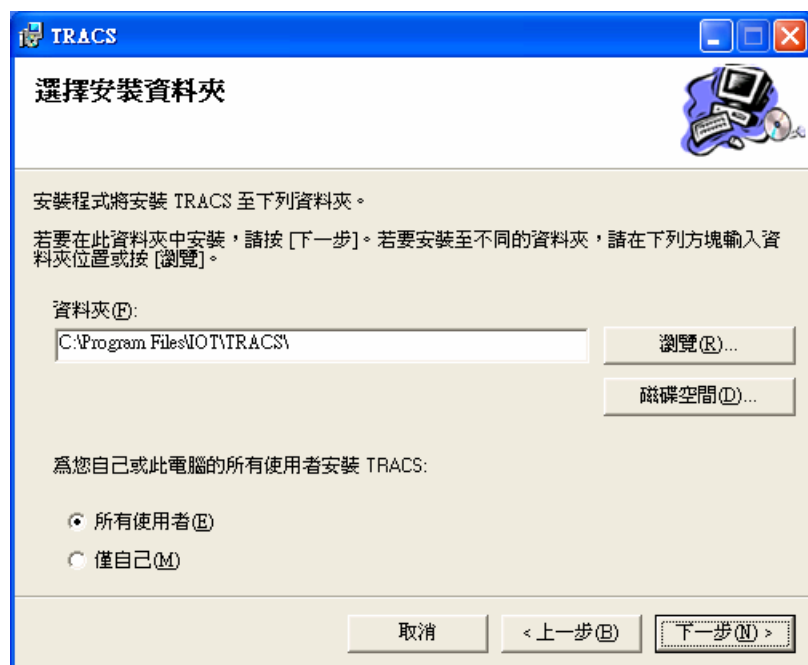 TRACS
選擇安裝資料夾
安裝程式將安裝 TRACS 至下列資料夾。
若要在此資料夾中安裝，請按 [下一步]。若要安裝至不同的資料夾，請在下列方塊輸入資
料夾位置或按 [瀏覽]。
資料夾(F):
C:\Program Files\IOT\TRACS\
瀏覽(R)...
磁碟空間(D)...
為您自己或此電腦的所有使用者安裝 TRACS:
所有使用者(E)
僅自己(M)
取消
<上一步(B)
下一步(N) >